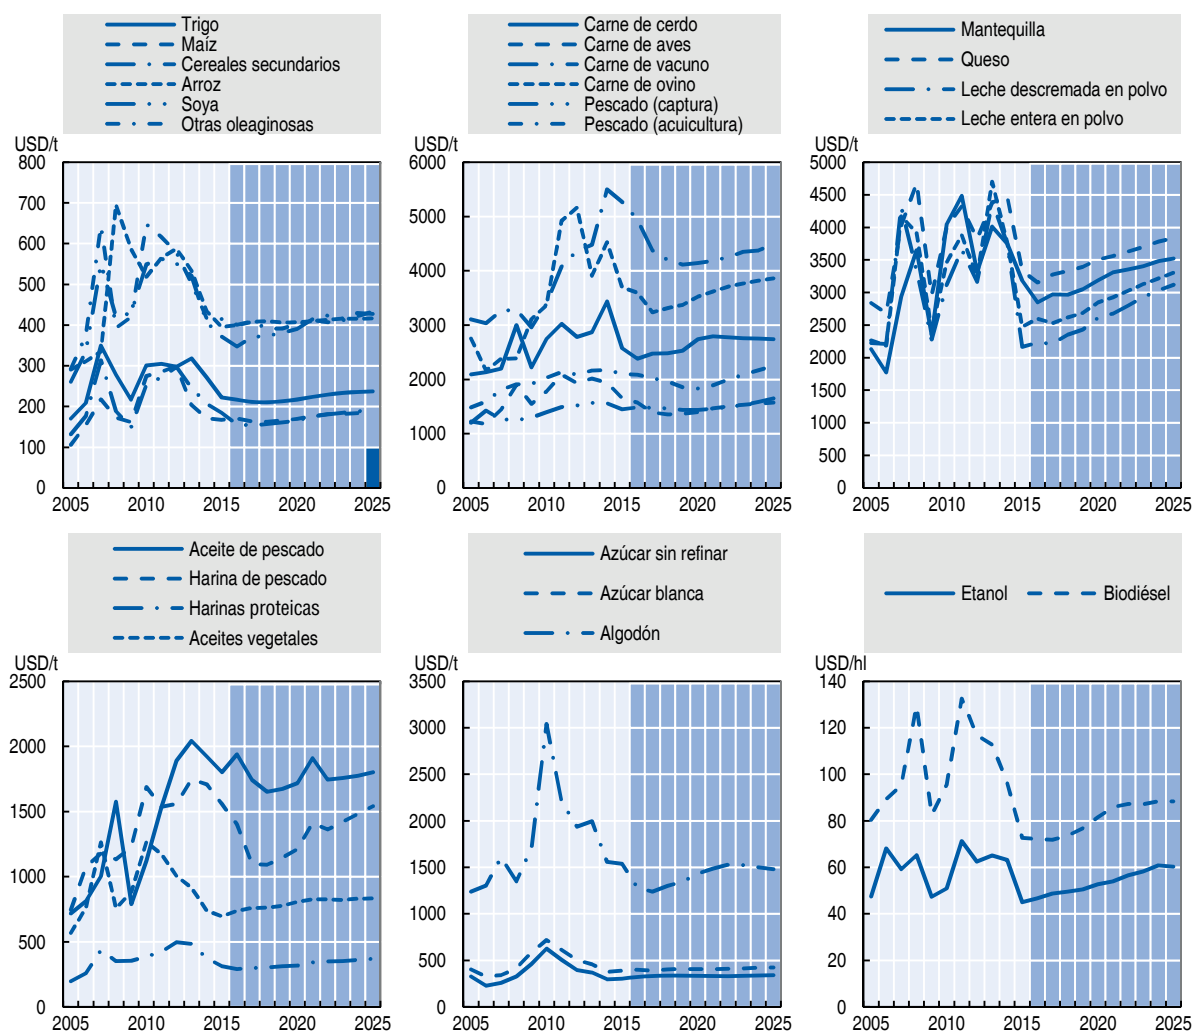 Trigo
Maíz
Cereales secundarios
Arroz
Soya
Otras oleaginosas
USD/t
800
700
600
500
400
300
200
100
0
2005 2010 2015 2020 2025
Carne de cerdo
Carne de aves
Carne de vacuno
Carne de ovino
Pescado (captura)
Pescado (acuicultura)
USD/t
6000
5000
4000
3000
2000
1000
0
2005 2010 2015 2020 2025
Mantequilla
Queso
Leche descremada en polvo
Leche entera en polvo
USD/t
5000
4500
4000
3500
3000
2500
2000
1500
1000
500
0
2005 2010 2015 2020 2025
Aceite de pescado
Harina de pescado
Harinas proteicas
Aceites vegetales
USD/t
2500
2000
1500
1000
500
0
2005 2010 2015 2020 2025
Azúcar sin refinar
Azúcar blanca
Algodón
USD/t
3500
3000
2500
2000
1500
1000
500
0
2005 2010 2015 2020 2025
Etanol Biodiésel
USD/hl
140
120
100
80
60
40
20
0
2005 2010 2015 2020 2025